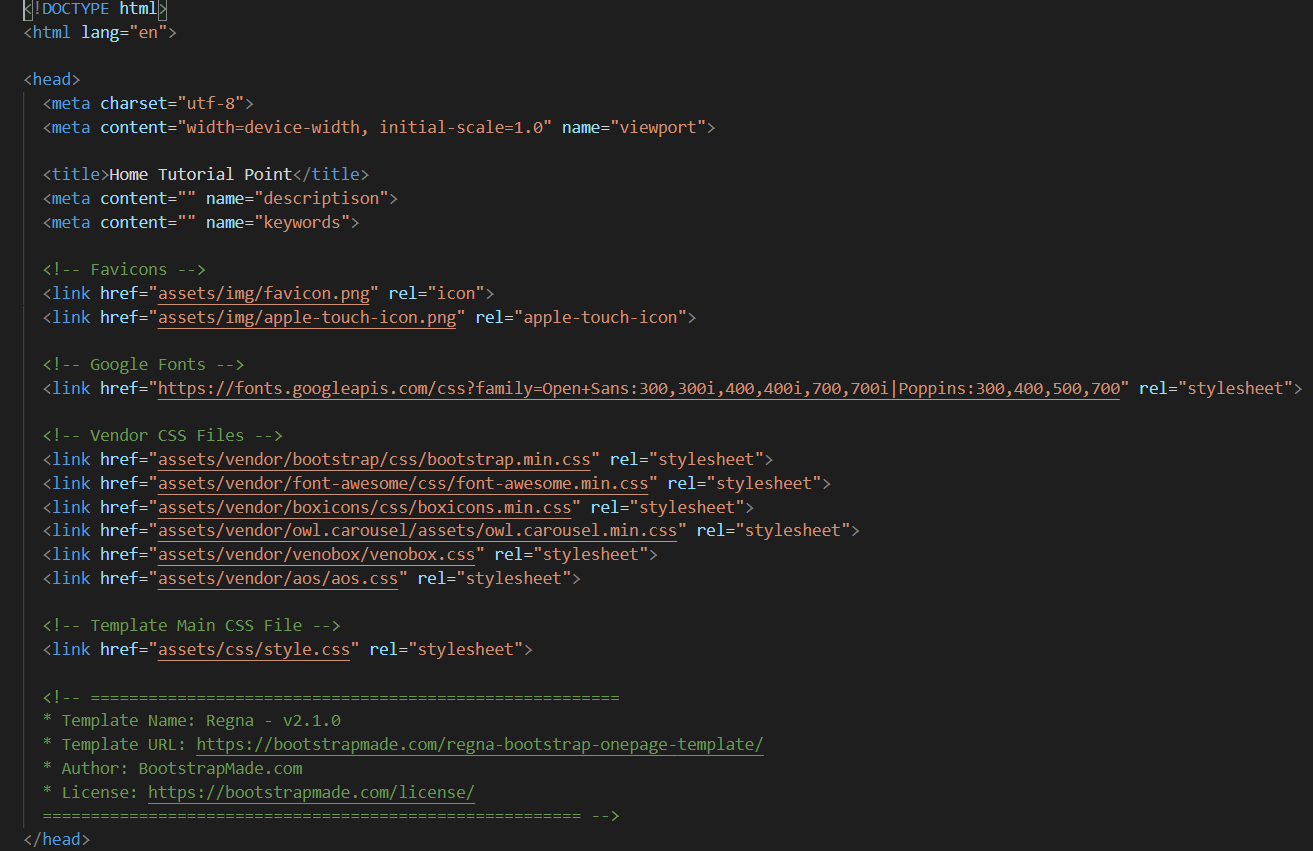 <!DOCTYPE html>
<html lang="en">
<head>
<meta charset="utf-8">
<meta content="width=device-width, initial-scale=1.0" name="viewport">
<title>Home Tutorial Point</title>
<meta content="" name="descriptison">
<meta content="" name="keywords">
<!-- Favicons -->
<link href="assets/img/favicon.png" rel="icon">
<link href="assets/img/apple-touch-icon.png" rel="apple-touch-icon">
<!-- Google Fonts -->
<link href="https://fonts.googleapis.com/css?family=Open+Sans:300,300i,400,400i,700,700i|Poppins:300,400,500,700" rel="stylesheet">
<!-- Vendor CSS Files -->
<link href="assets/vendor/bootstrap/css/bootstrap.min.css" rel="stylesheet">
<link href="assets/vendor/font-awesome/css/font-awesome.min.css" rel="stylesheet">
<link href="assets/vendor/boxicons/css/boxicons.min.css" rel="stylesheet">
<link href="assets/vendor/owl.carousel/assets/owl.carousel.min.css" rel="stylesheet">
<link href="assets/vendor/venobox/venobox.css" rel="stylesheet">
<link href="assets/vendor/aos/aos.css" rel="stylesheet">
<!-- Template Main CSS File -->
<link href="assets/css/style.css" rel="stylesheet">
<!-- =======================================================
* Template Name: Regna - v2.1.0
* Template URL: https://bootstrapmade.com/regna-bootstrap-onepage-template/
* Author: BootstrapMade.com
* License: https://bootstrapmade.com/license/
======================================================== -->
</head>